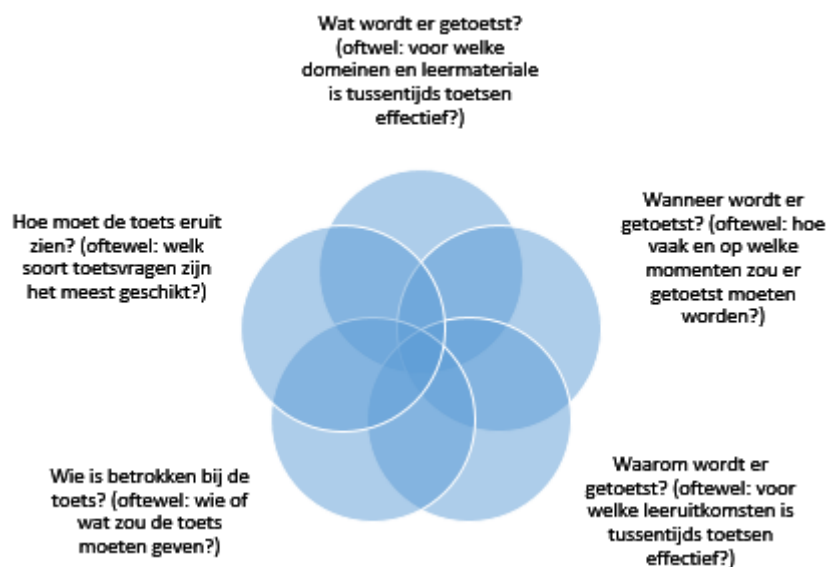 Wat wordt er getoetst?
(oftwel: voor welke
domeinen en leermateriale
is tussentijds toetsen
effectief?)
Wanneer wordt er
getoetst? (oftewel: hoe
vaak en op welke
momenten zou er
getoetst moeten
worden?)
Waarom wordt er
getoetst? (oftewel: voor
welke leeruitkomsten is
tussentijds toetsen
effectief?)
Wie is betrokken bij de
toets? (oftewel: wie of
wat zou de toets
moeten geven?)
Hoe moet de toets eruit
zien? (oftewel: welk
soort toetsvragen zijn
het meest geschikt?)